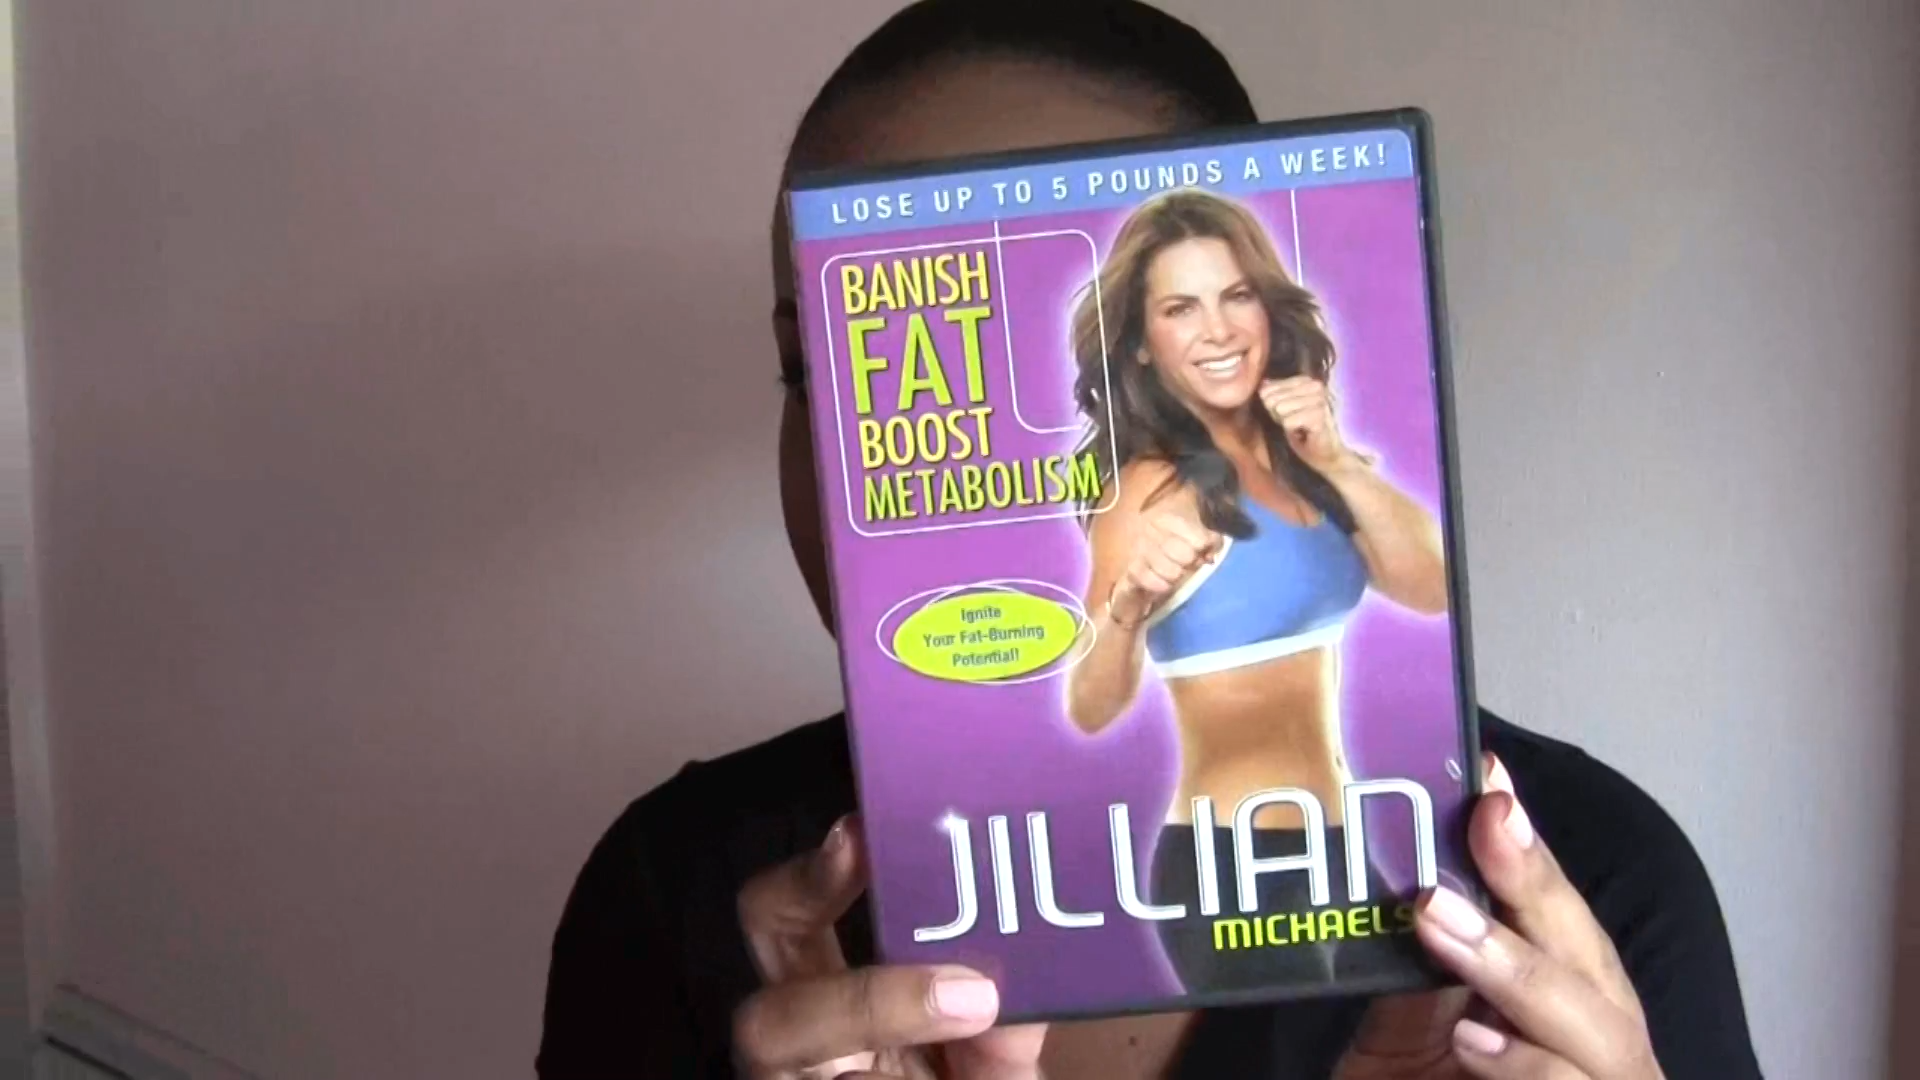 LOSE UP TO 5 POUNDS A WEEK!
BANISH
FAT
BOOST
METABOLISM
Ignite
Your Fat-Burning
Potential!
JILLIAN
MICHAELS